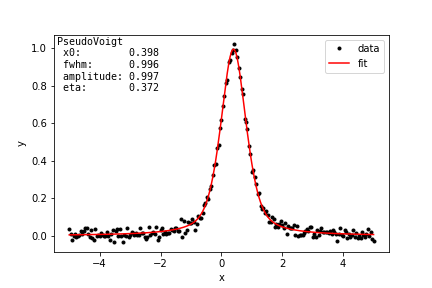 PseudoVoigt
x0: 0.398
fwhm: 0.996
amplitude: 0.997
eta: 0.372
data
fit
1.0
0.8
0.6
0.4
0.2
0.0
y
−4
−2
0
2
4
x